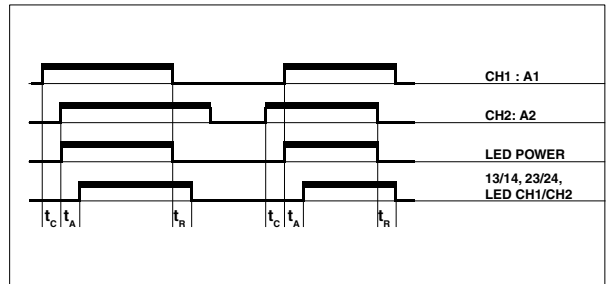 CH1 : A1
CH2: A2
LED POWER
13/14, 23/24,
LED CH1/CH2
tC tA tR tC tA tR